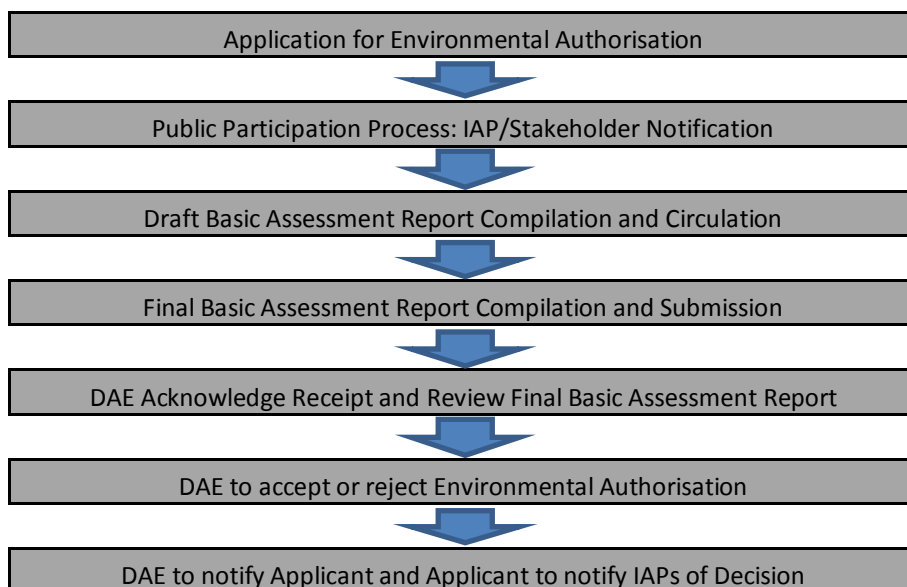 Application for Environmental Authorisation
Public Participation Process: IAP/Stakeholder Notification
Draft Basic Assessment Report Compilation and Circulation
Final Basic Assessment Report Compilation and Submission
DAE Acknowledge Receipt and Review Final Basic Assessment Report
DAE to accept or reject Environmental Authorisation
DAE to notify Applicant and Applicant to notify IAPs of Decision